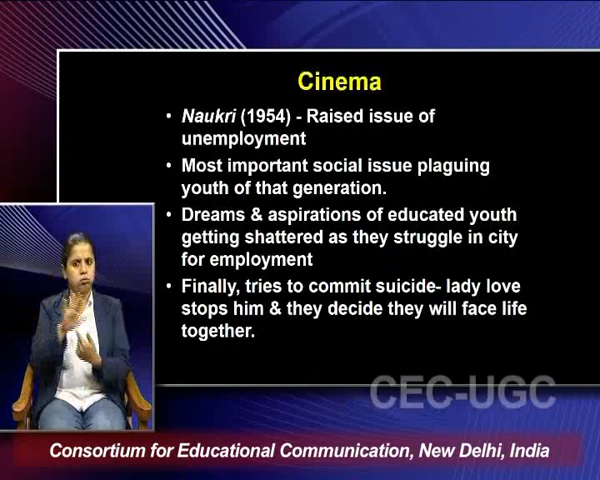 Cinema
• Naukri (1954) - Raised issue of
unemployment
• Most important social issue plaguing
youth of that generation.
• Dreams & aspirations of educated youth
getting shattered as they struggle in city
for employment
• Finally, tries to commit suicide- lady love
stops him & they decide they will face life
together.
CEC-UGC
Consortium for Educational Communication, New Delhi, India